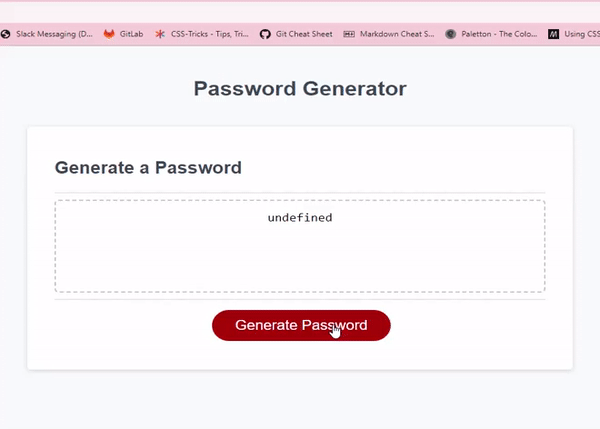 Slack Messaging (D... GitLab CSS-Tricks - Tips, Tri... Git Cheat Sheet Markdown Cheat S... Paletton - The Colo... Using CSS
Password Generator
Generate a Password
undefined
Generate Password